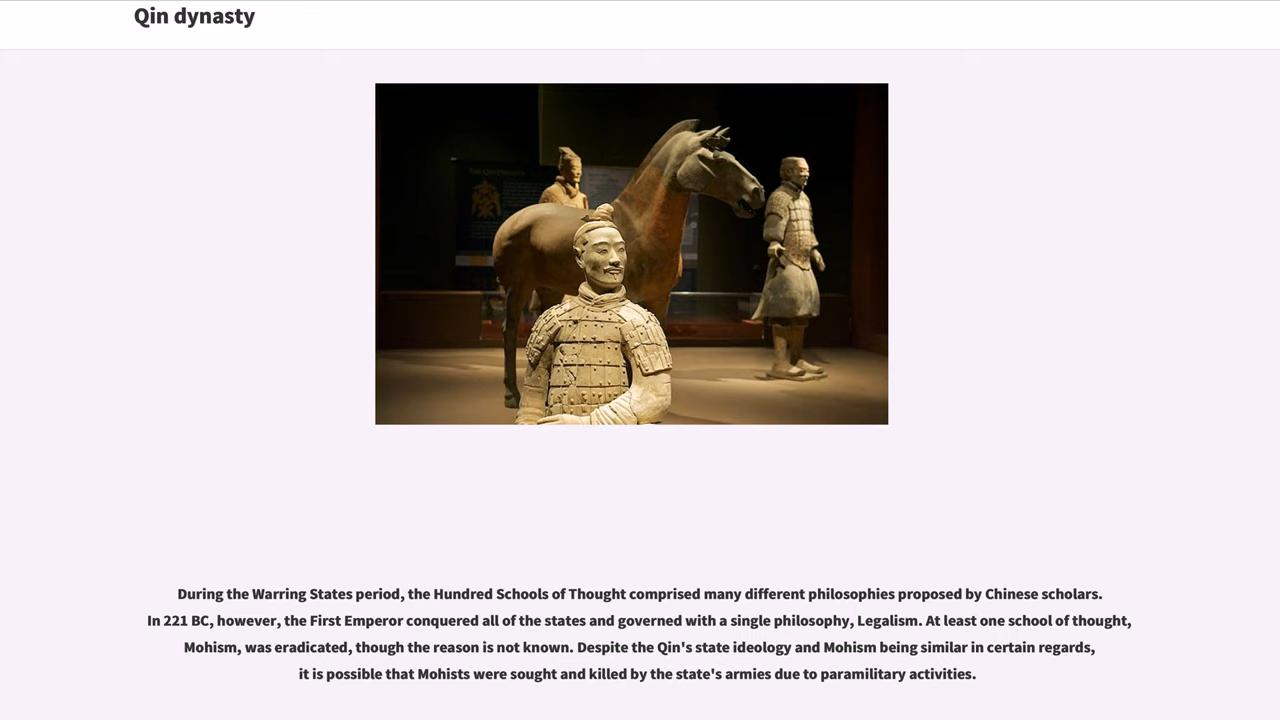 Qin dynasty
During the Warring States period, the Hundred Schools of Thought comprised many different philosophies proposed by Chinese scholars.
In 221 BC, however, the First Emperor conquered all of the states and governed with a single philosophy, Legalism. At least one school of thought,
Mohism, was eradicated, though the reason is not known. Despite the Qin's state ideology and Mohism being similar in certain regards,
it is possible that Mohists were sought and killed by the state's armies due to paramilitary activities.